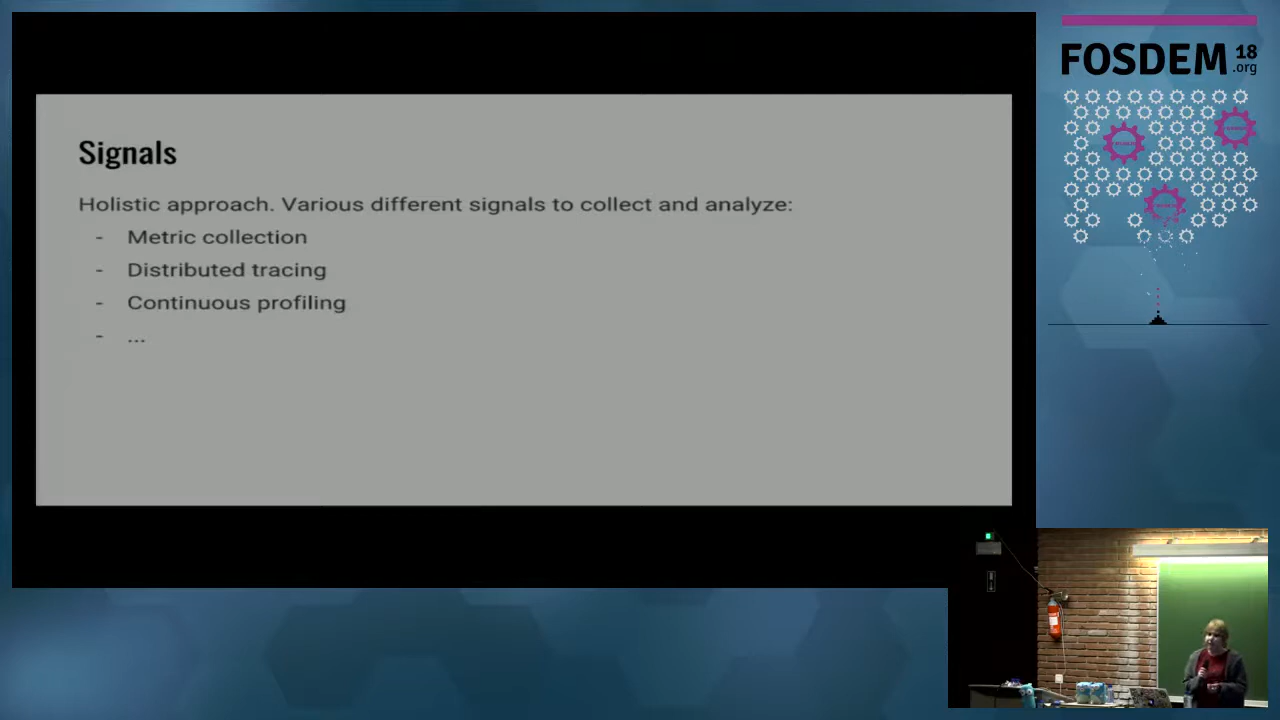 Signals
Holistic approach. Various different signals to collect and analyze:
- Metric collection
- Distributed tracing
- Continuous profiling
- ...
FOSDEM 18
.org